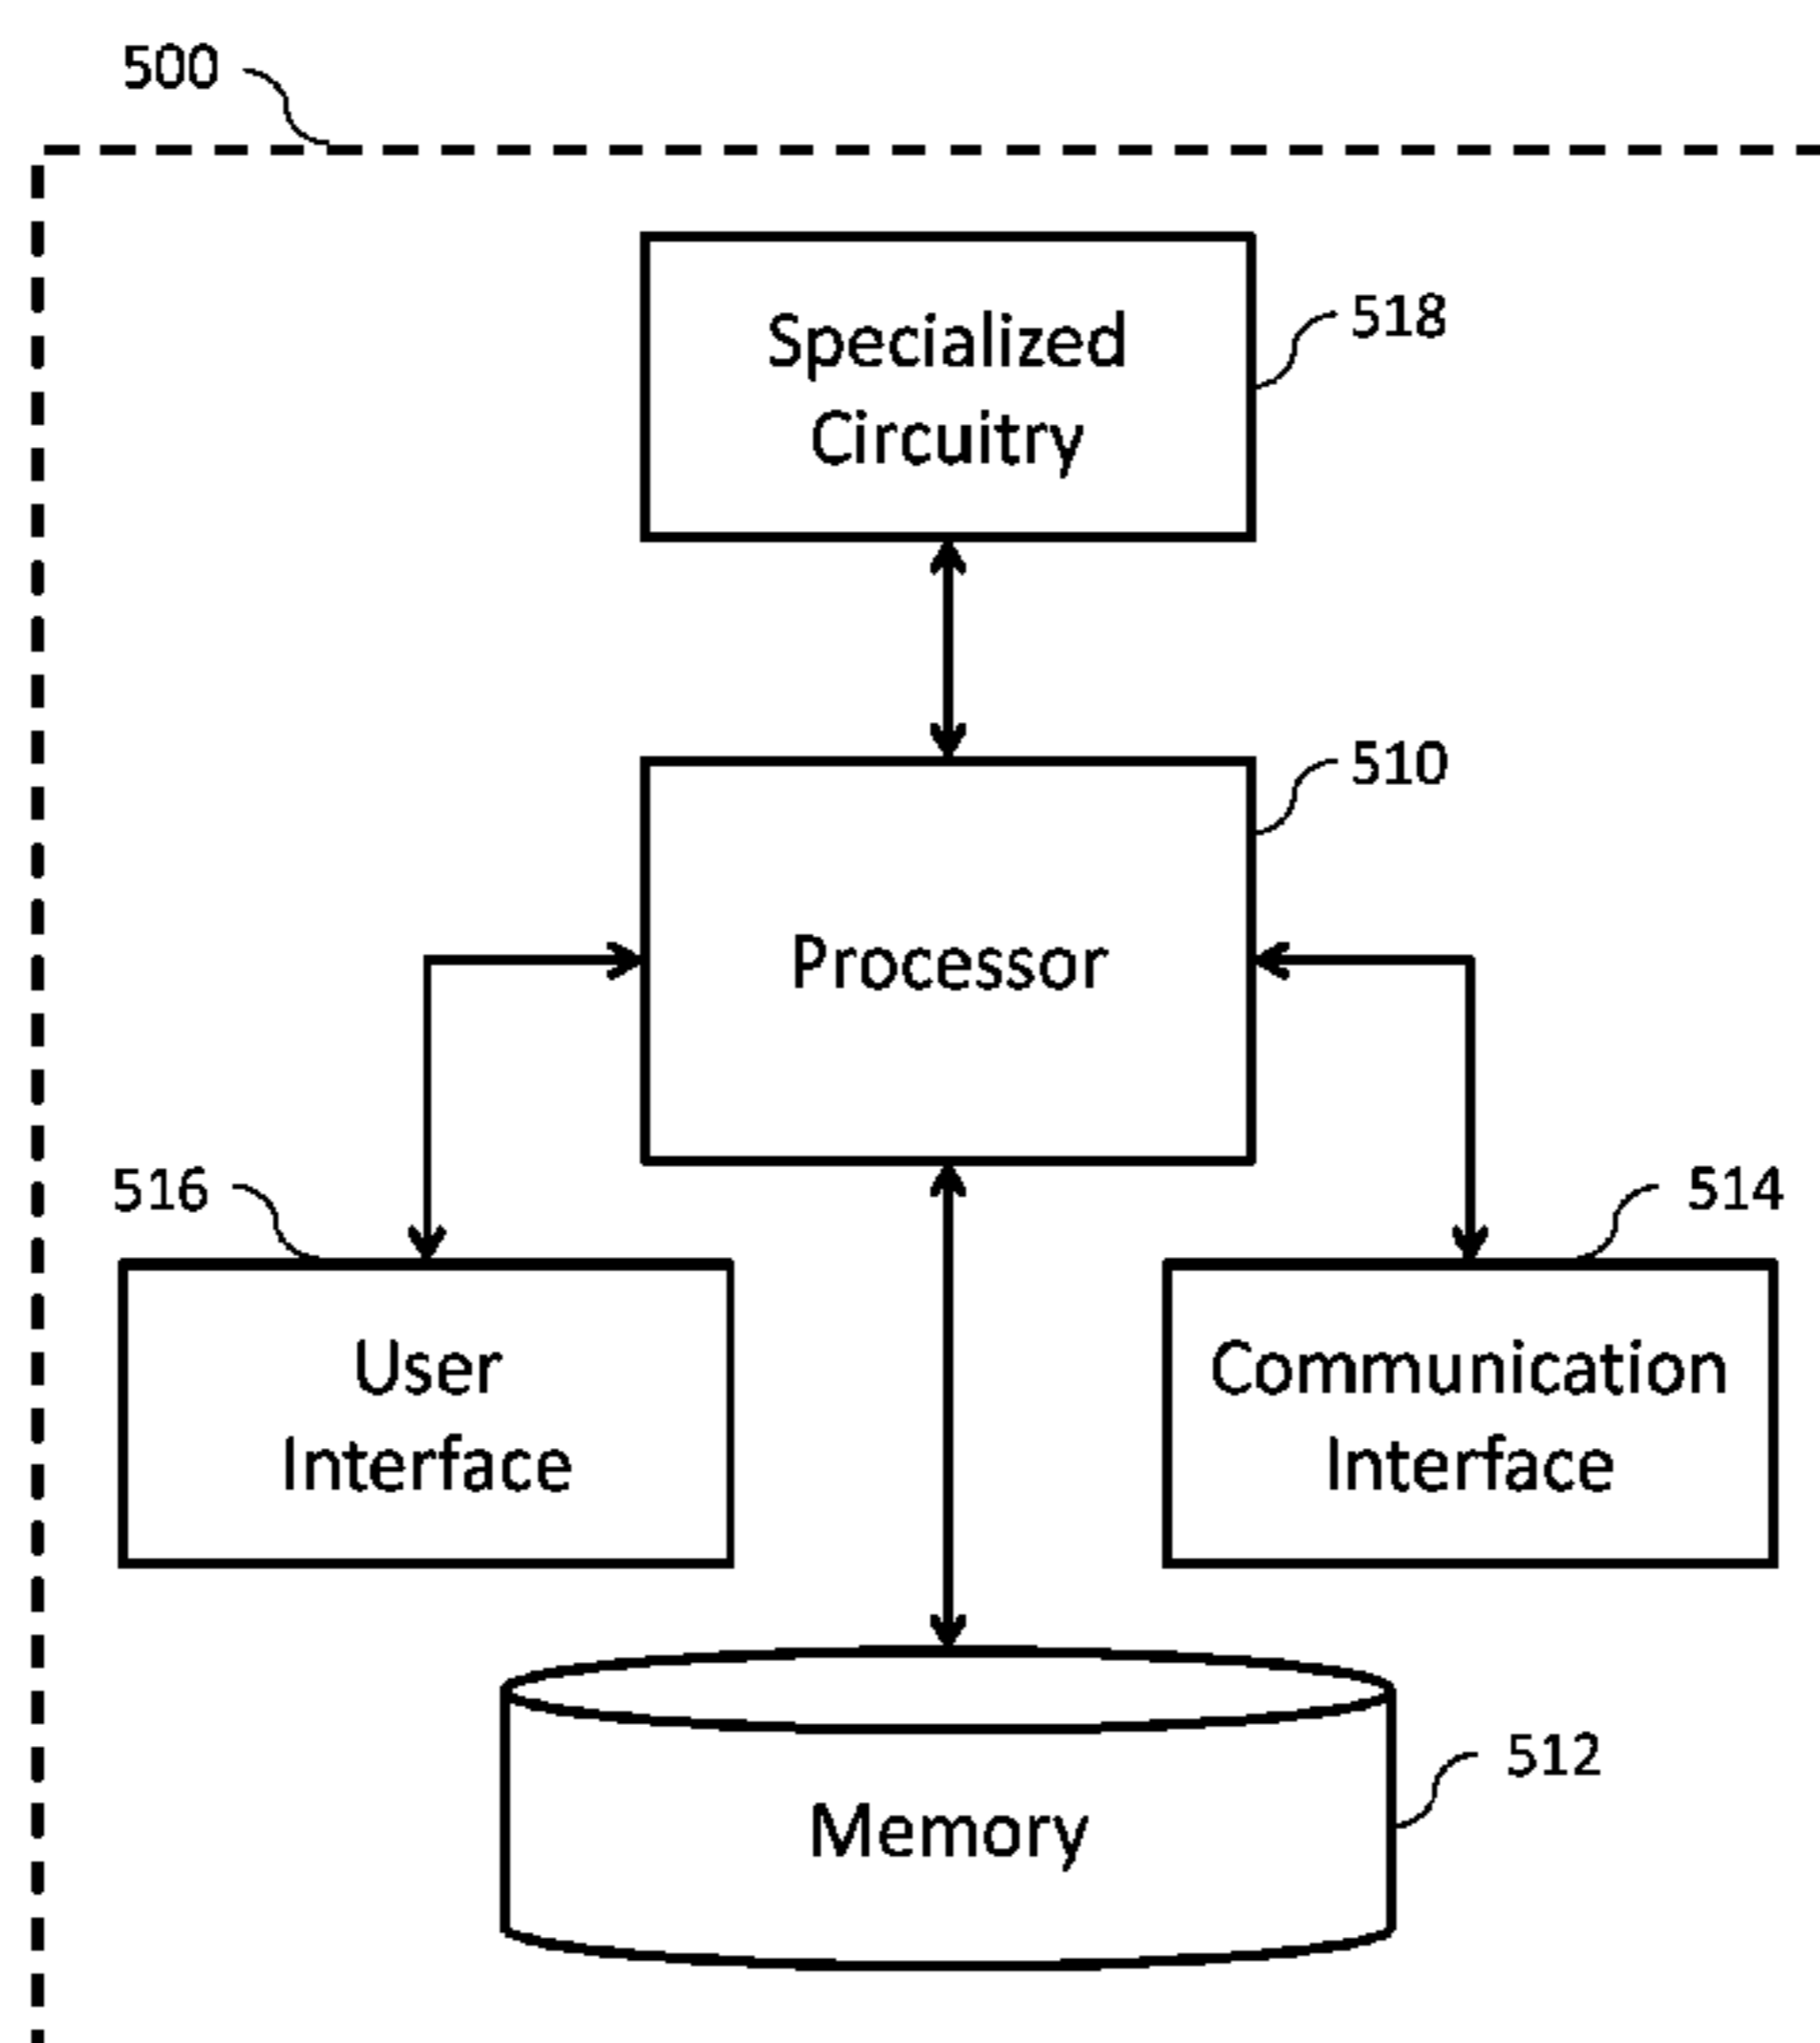 500
Specialized
Circuitry
518
510
Processor
516
514
User
Interface
Communication
Interface
512
Memory